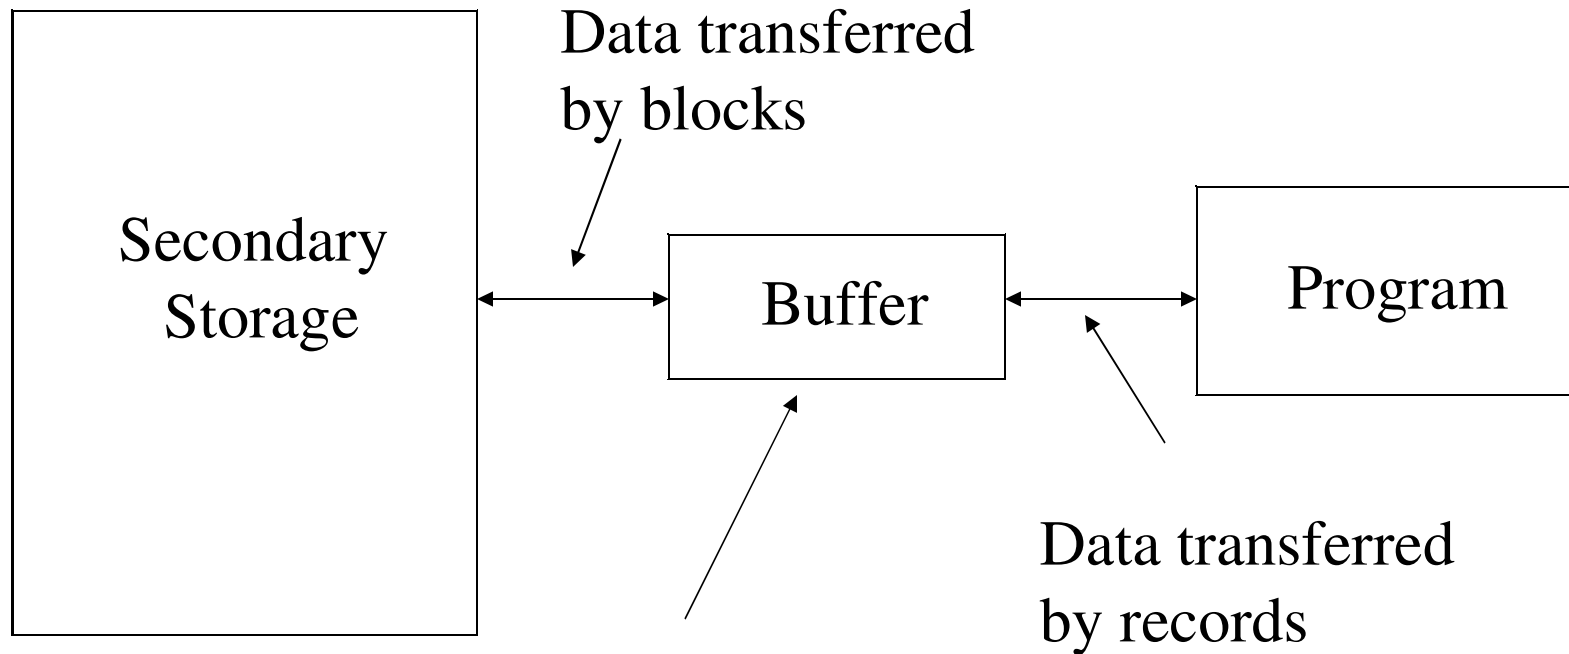 Data transferred
by blocks
Secondary
Storage
Buffer
Program
Data transferred
by records